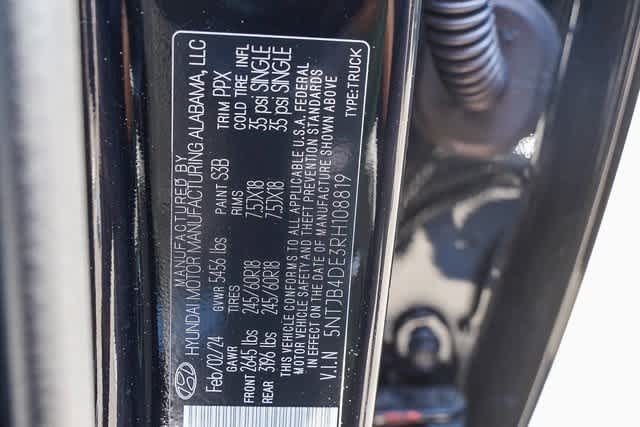 MANUFACTURED BY
HYUNDAI MOTOR MANUFACTURING ALABAMA, LLC
Feb/02/24 GVWR 5456 lbs PAINT S3B TRIM PPX
GAWR TIRES RIMS COLD TIRE INFL
FRONT 2645 lbs 245/60R18 7.5JX18 35 psi SINGLE
REAR 3196 lbs 245/60R18 7.5JX18 35 psi SINGLE
THIS VEHICLE CONFORMS TO ALL APPLICABLE U.S.A. FEDERAL
MOTOR VEHICLE SAFETY AND THEFT PREVENTION STANDARDS
IN EFFECT ON THE DATE OF MANUFACTURE SHOWN ABOVE
V.I.N 5NTJB4DE3RH108819 TYPE:TRUCK